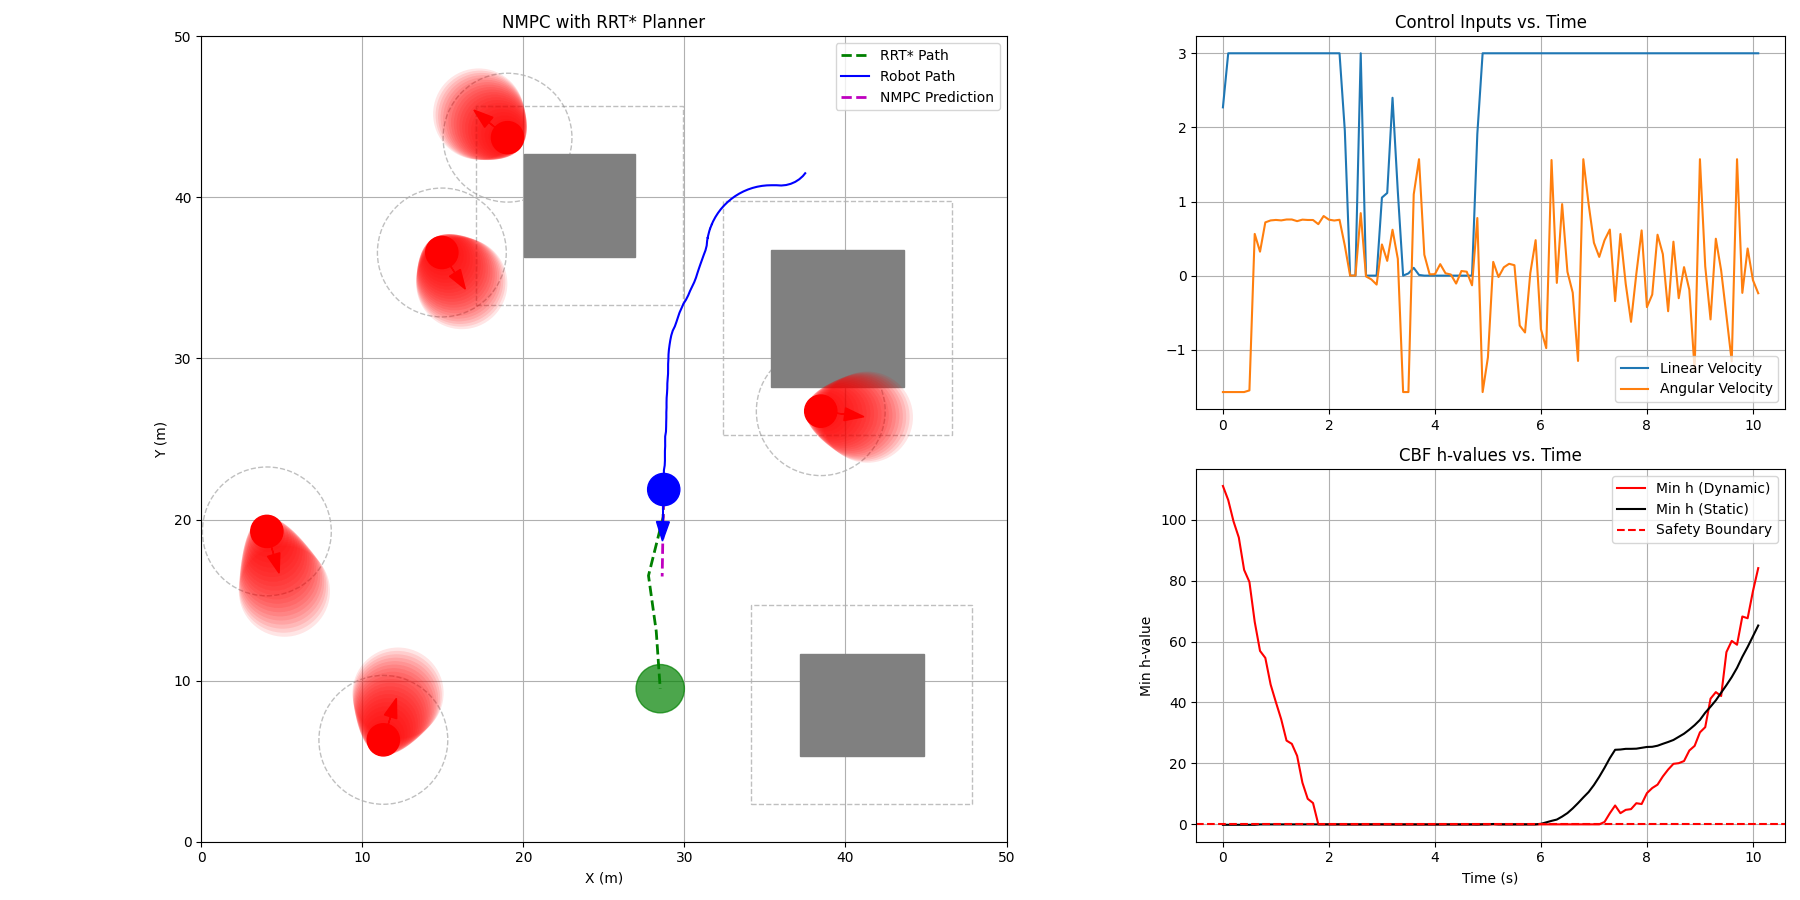 NMPC with RRT* Planner
50
40
30
20
10
0
Y (m)
0 10 20 30 40 50
X (m)
RRT* Path
Robot Path
NMPC Prediction
Control Inputs vs. Time
3
2
1
0
−1
0 2 4 6 8 10
Linear Velocity
Angular Velocity
CBF h-values vs. Time
100
80
60
40
20
0
Min h-value
0 2 4 6 8 10
Time (s)
Min h (Dynamic)
Min h (Static)
Safety Boundary